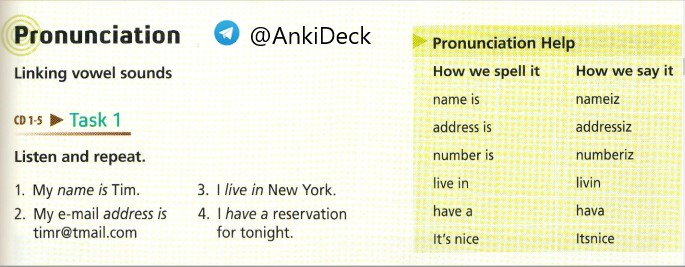 Pronunciation
@AnkiDeck
Linking vowel sounds
CD 1-5 Task 1
Listen and repeat.
1. My name is Tim.
2. My e-mail address is
timr@tmail.com
3. I live in New York.
4. I have a reservation
for tonight.
Pronunciation Help
How we spell it How we say it
name is nameiz
address is addressiz
number is numberiz
live in livin
have a hava
It's nice Itsnice